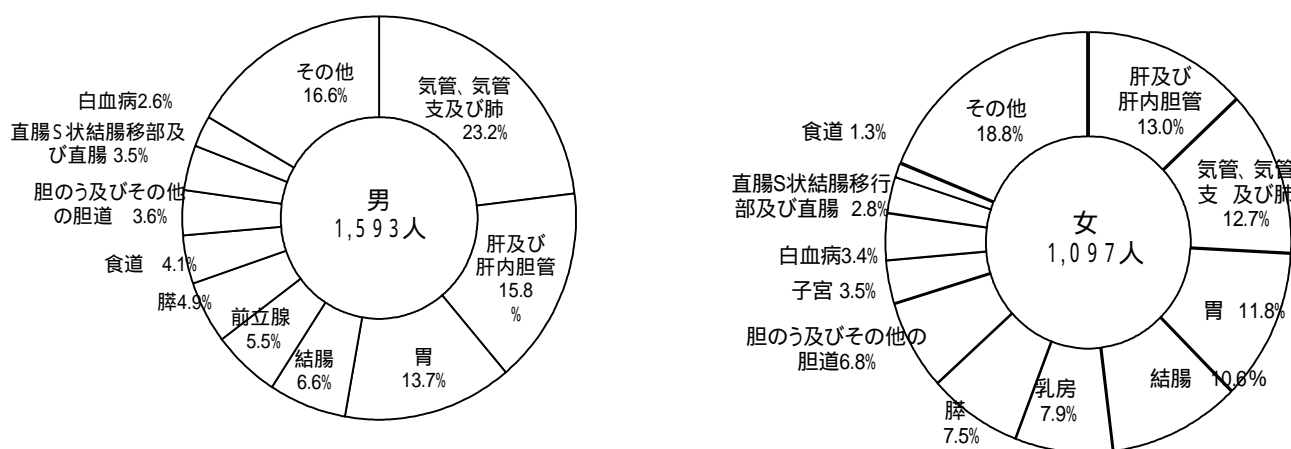 その他
16.6%
気管、気管
支及び肺
23.2%
白血病2.6%
直腸S状結腸移部及
び直腸 3.5%
胆のう及びその他
の胆道 3.6%
食道 4.1%
膵4.9%
前立腺
5.5%
結腸
6.6%
胃
13.7%
肝及び
肝内胆管
15.8
%
男
1,593人
その他
18.8%
肝及び
肝内胆管
13.0%
食道 1.3%
気管、気管
支 及び肺
12.7%
直腸S状結腸移行
部及び直腸 2.8%
白血病3.4%
子宮 3.5%
胆のう及びその他の
胆道6.8%
膵
7.5%
乳房
7.9%
結腸 10.6%
胃 11.8%
女
1,097人